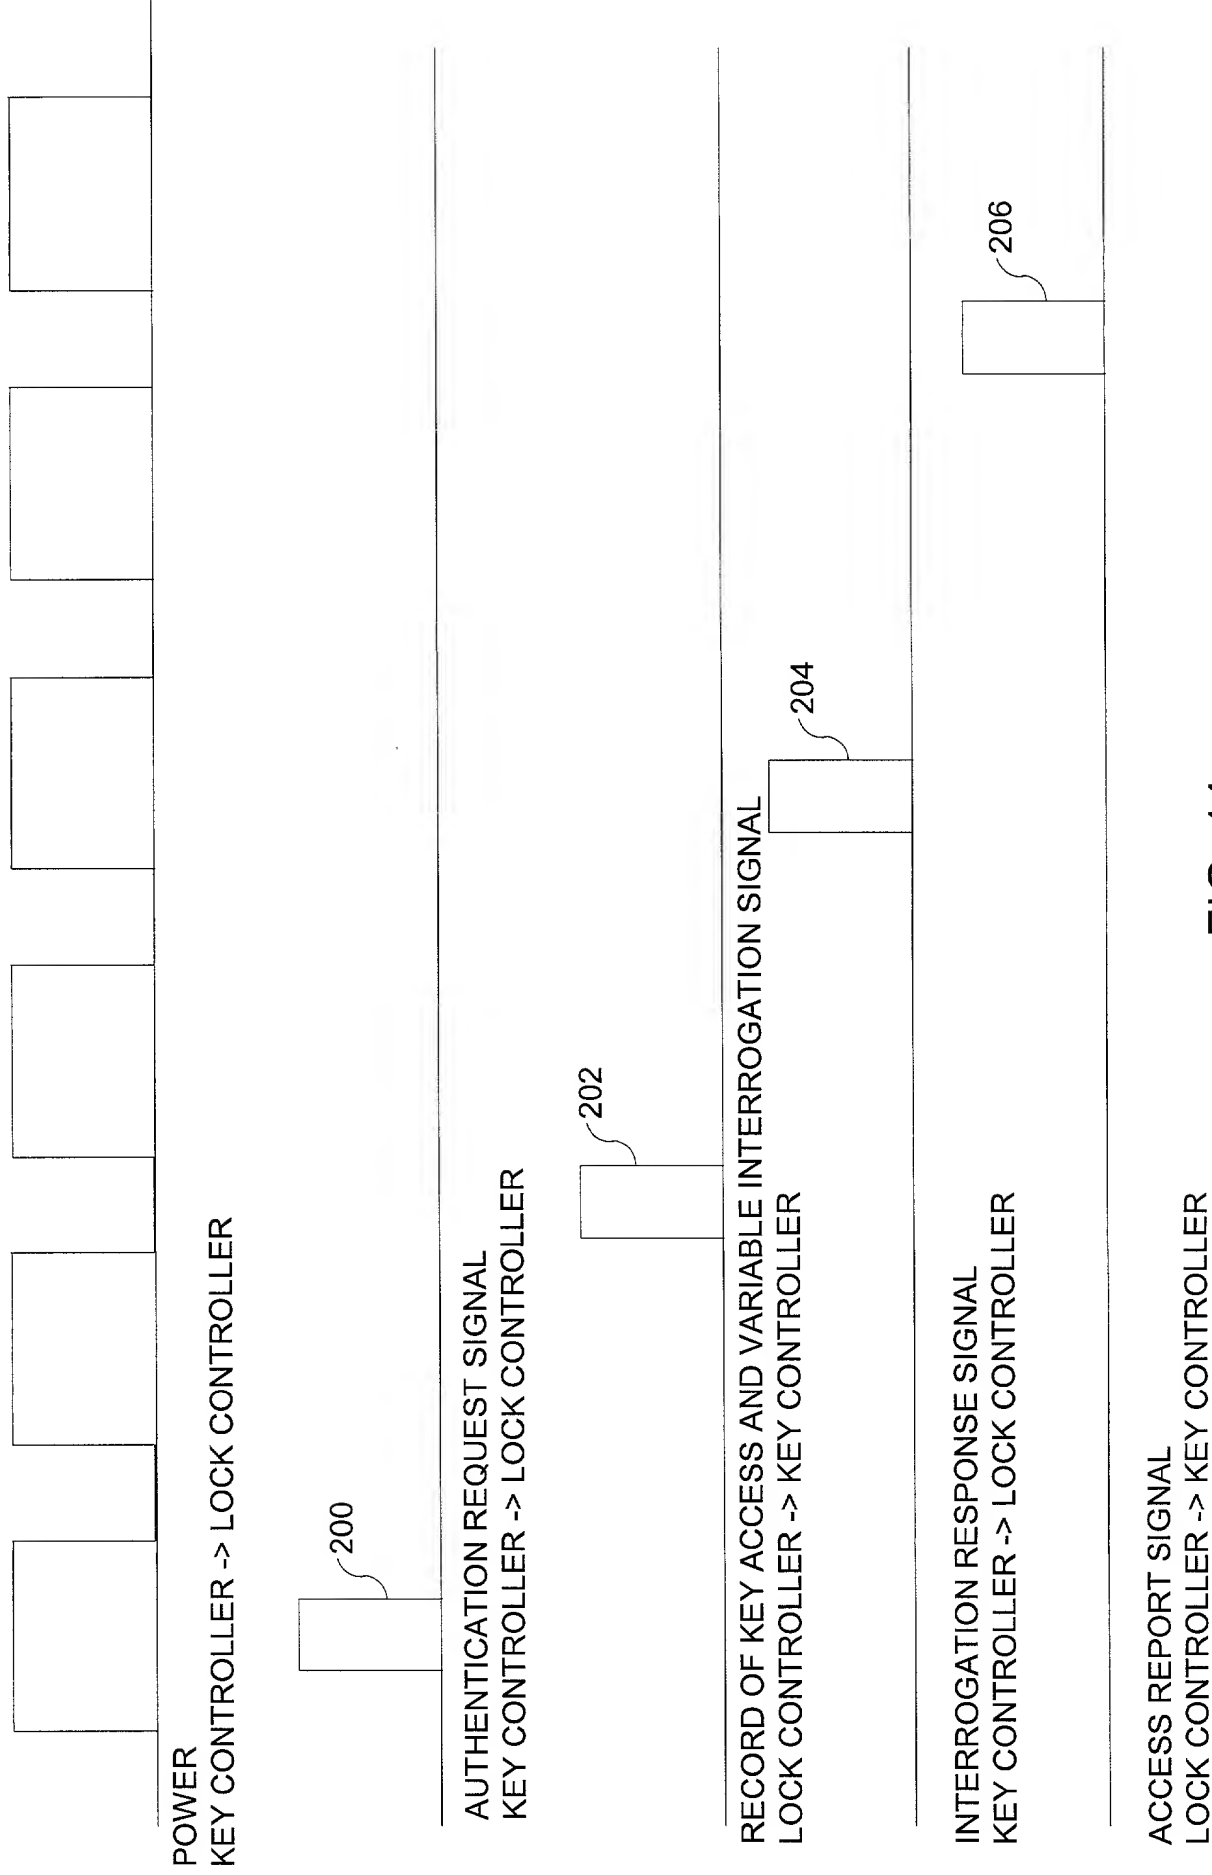 POWER
KEY CONTROLLER -> LOCK CONTROLLER
200
AUTHENTICATION REQUEST SIGNAL
KEY CONTROLLER -> LOCK CONTROLLER
202
RECORD OF KEY ACCESS AND VARIABLE INTERROGATION SIGNAL
LOCK CONTROLLER -> KEY CONTROLLER
204
INTERROGATION RESPONSE SIGNAL
KEY CONTROLLER -> LOCK CONTROLLER
206
ACCESS REPORT SIGNAL
LOCK CONTROLLER -> KEY CONTROLLER